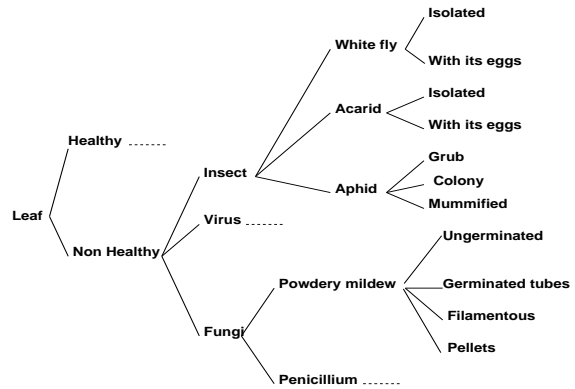 Isolated
White fly
With its eggs
Isolated
Acarid
With its eggs
Healthy
Grub
Insect
Colony
Aphid
Mummified
Leaf
Virus
Ungerminated
Non Healthy
Powdery mildew
Germinated tubes
Filamentous
Fungi
Pellets
Penicillium